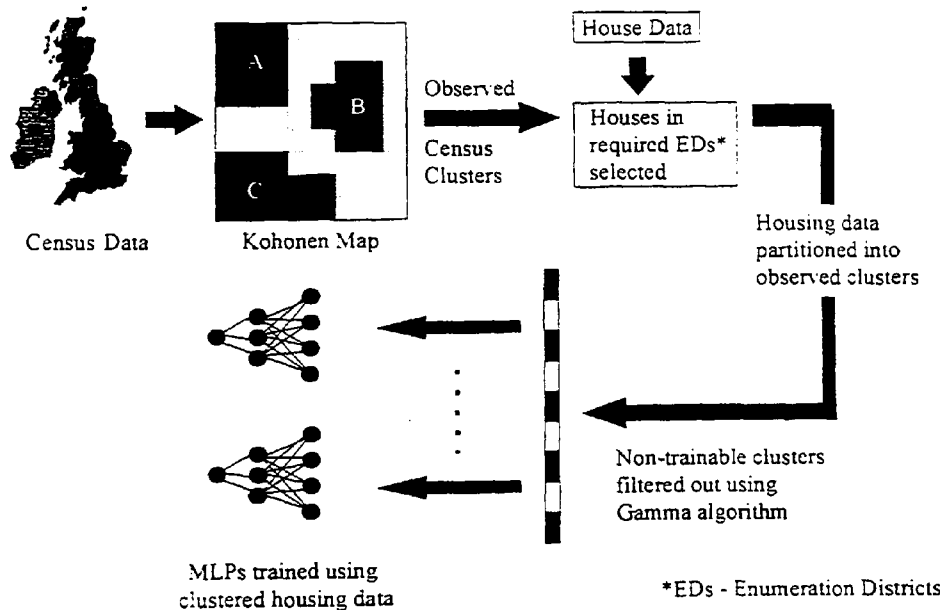 House Data
A
B
C
Observed
Census
Clusters
Houses in
required EDs*
selected
Census Data
Kohonen Map
Housing data
partitioned into
observed clusters
Non-trainable clusters
filtered out using
Gamma algorithm
MLPs trained using
clustered housing data
*EDs - Enumeration Districts